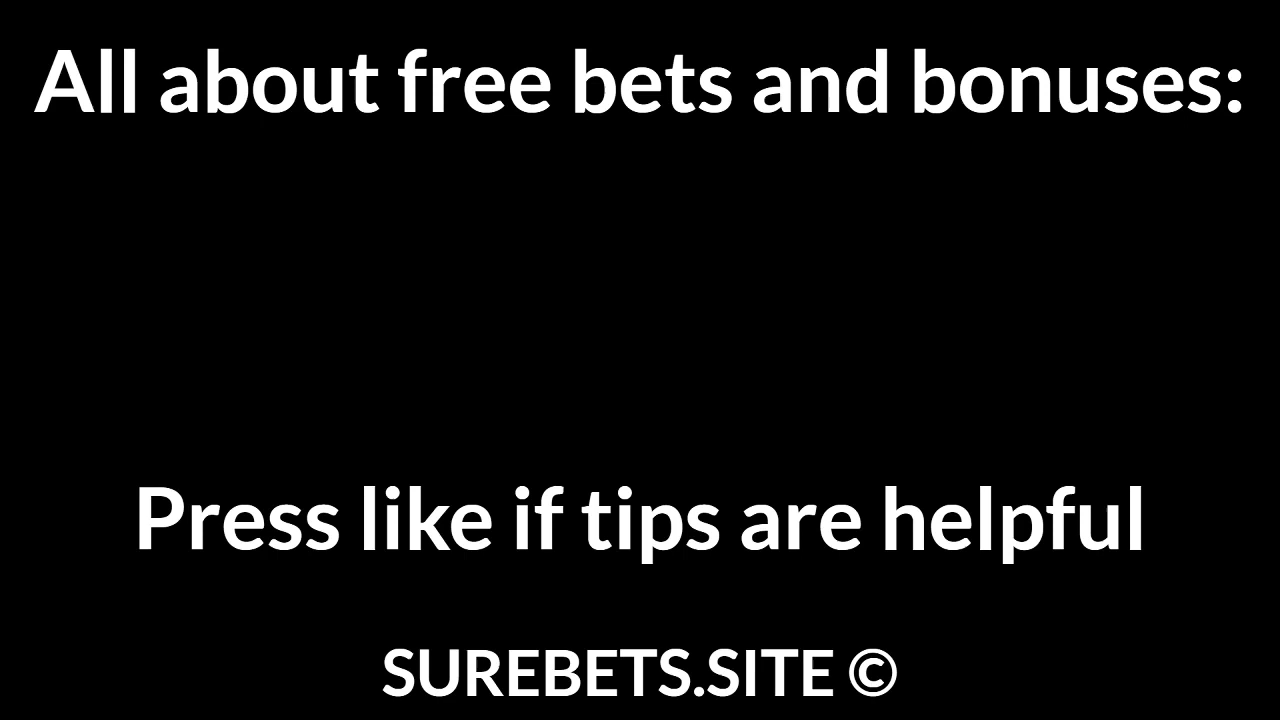 All about free bets and bonuses:
Press like if tips are helpful
SUREBETS.SITE ©